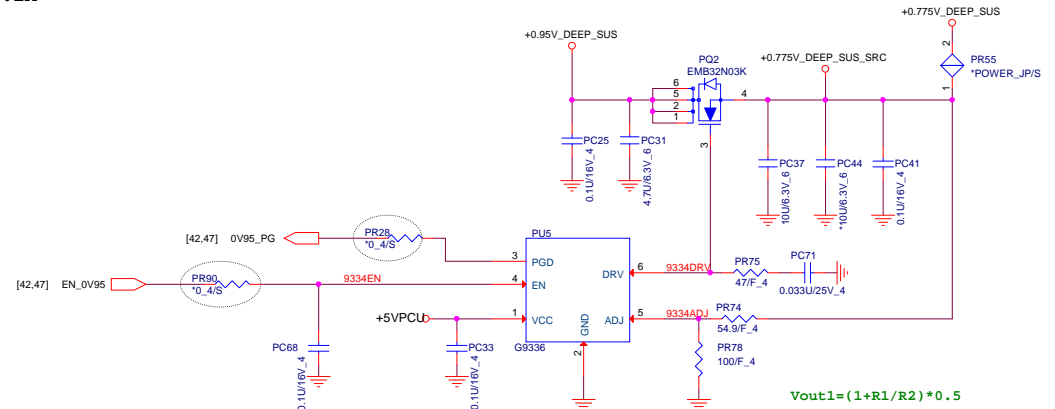 +0.775V_DEEP_SUS
+0.95V_DEEP_SUS
PQ2
EMB32N03K
+0.775V_DEEP_SUS_SRC
2
PR55
*POWER_JP/S
1
6
5
2
1
4
3
PC25
0.1U/16V_4
PC31
4.7U/6.3V_6
PC37
10U/6.3V_6
PC44
*10U/6.3V_6
PC41
0.1U/16V_4
[42,47] 0V95_PG
PR28
*0_4/S
PU5
3 PGD
[42,47] EN_0V95
PR90
*0_4/S
9334EN
4 EN
DRV 6 9334DRV
PR75
47/F_4
PC71
0.033U/25V_4
+5VPCU
1 VCC
GND
2
ADJ 5 9334ADJ
PR74
54.9/F_4
G9336
PC68
0.1U/16V_4
PC33
0.1U/16V_4
PR78
100/F_4
Vout1=(1+R1/R2)*0.5